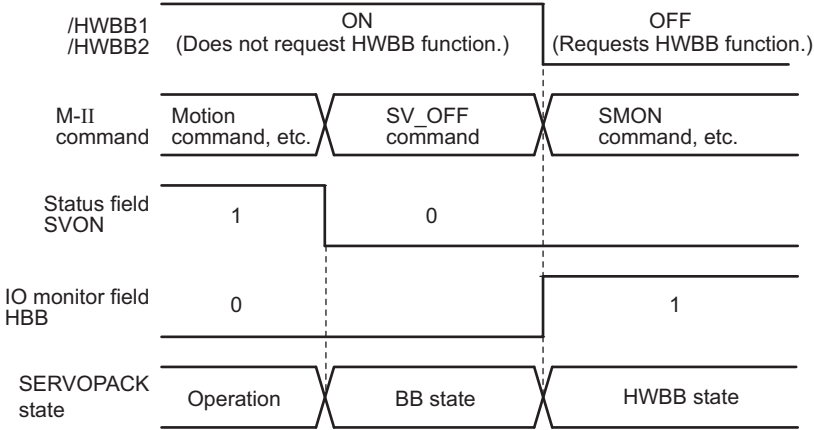 /HWBB1
/HWBB2
ON
(Does not request HWBB function.)
OFF
(Requests HWBB function.)
M-II
command
Motion
command, etc.
SV_OFF
command
SMON
command, etc.
Status field
SVON
1
0
IO monitor field
HBB
0
1
SERVOPACK
state
Operation
BB state
HWBB state